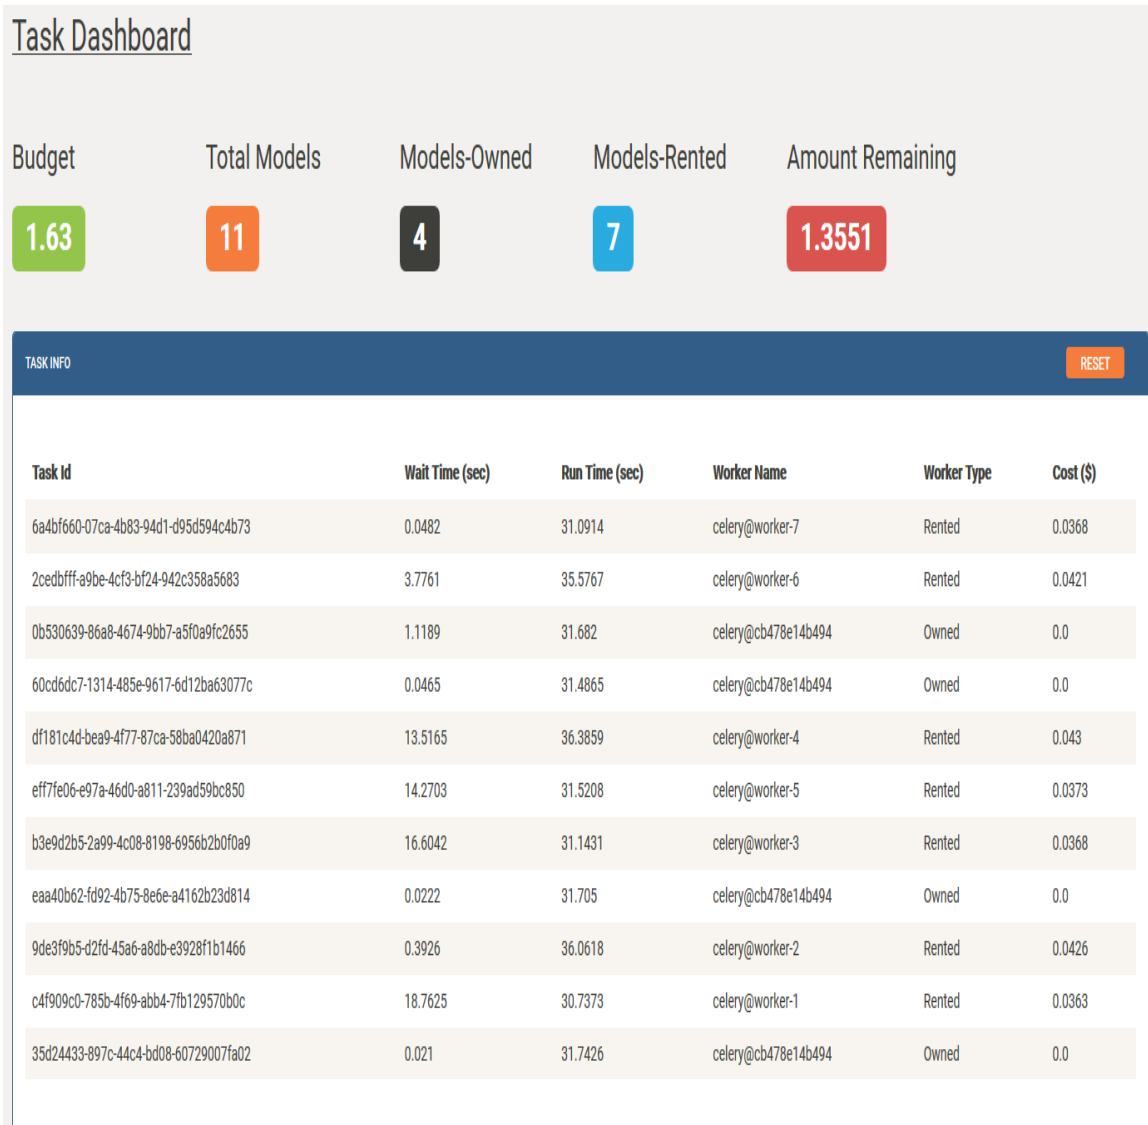 Task Dashboard
Budget Total Models Models-Owned Models-Rented Amount Remaining
1.63 11 4 7 1.3551
TASK INFO RESET
Task Id Wait Time (sec) Run Time (sec) Worker Name Worker Type Cost ($)
6a4bf660-07ca-4b83-94d1-d95d594c4b73 0.0482 31.0914 celery@worker-7 Rented 0.0368
2cedbfff-a9be-4cf3-bf24-942c358a5683 3.7761 35.5767 celery@worker-6 Rented 0.0421
0b530639-86a8-4674-9bb7-a5f0a9fc2655 1.1189 31.682 celery@cb478e14b494 Owned 0.0
60cd6dc7-1314-485e-9617-6d12ba63077c 0.0465 31.4865 celery@cb478e14b494 Owned 0.0
df181c4d-bea9-4f77-87ca-58ba0420a871 13.5165 36.3859 celery@worker-4 Rented 0.043
eff7fe06-e97a-46d0-a811-239ad59bc850 14.2703 31.5208 celery@worker-5 Rented 0.0373
b3e9d2b5-2a99-4c08-8198-6956b2b0f0a9 16.6042 31.1431 celery@worker-3 Rented 0.0368
eaa40b62-fd92-4b75-8e6e-a4162b23d814 0.0222 31.705 celery@cb478e14b494 Owned 0.0
9de3f9b5-d2fd-45a6-a8db-e3928f1b1466 0.3926 36.0618 celery@worker-2 Rented 0.0426
c4f909c0-785b-4f69-abb4-7fb129570b0c 18.7625 30.7373 celery@worker-1 Rented 0.0363
35d24433-897c-44c4-bd08-60729007fa02 0.021 31.7426 celery@cb478e14b494 Owned 0.0